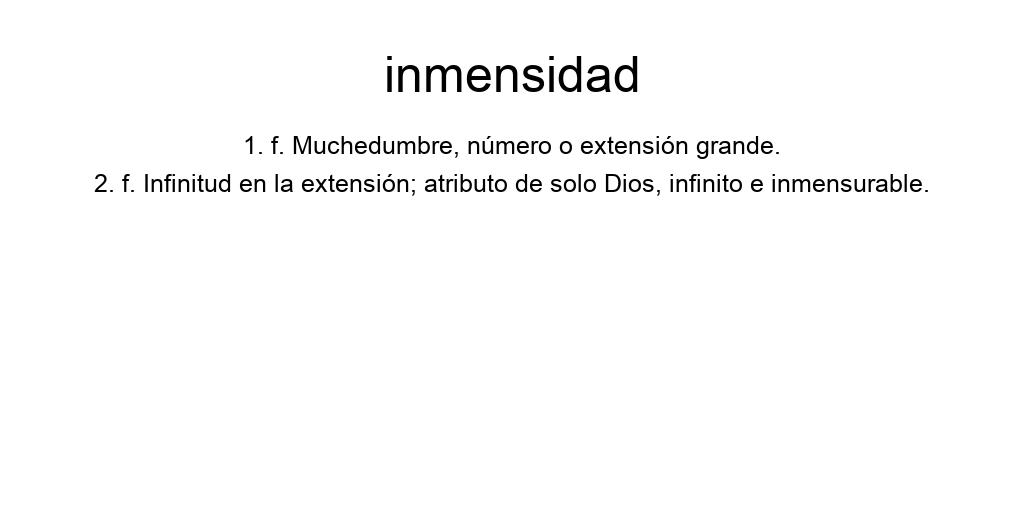 inmensidad
1. f. Muchedumbre, número o extensión grande.
2. f. Infinitud en la extensión; atributo de solo Dios, infinito e inmensurable.